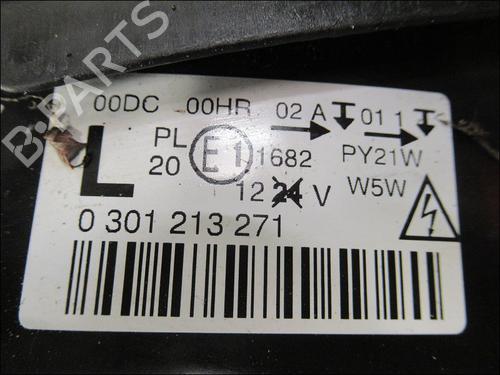 00DC 00HR 02 A 01 1
L PL 20 E1 1682 PY21W
12 24 V W5W
0 301 213 271
B-PARTS